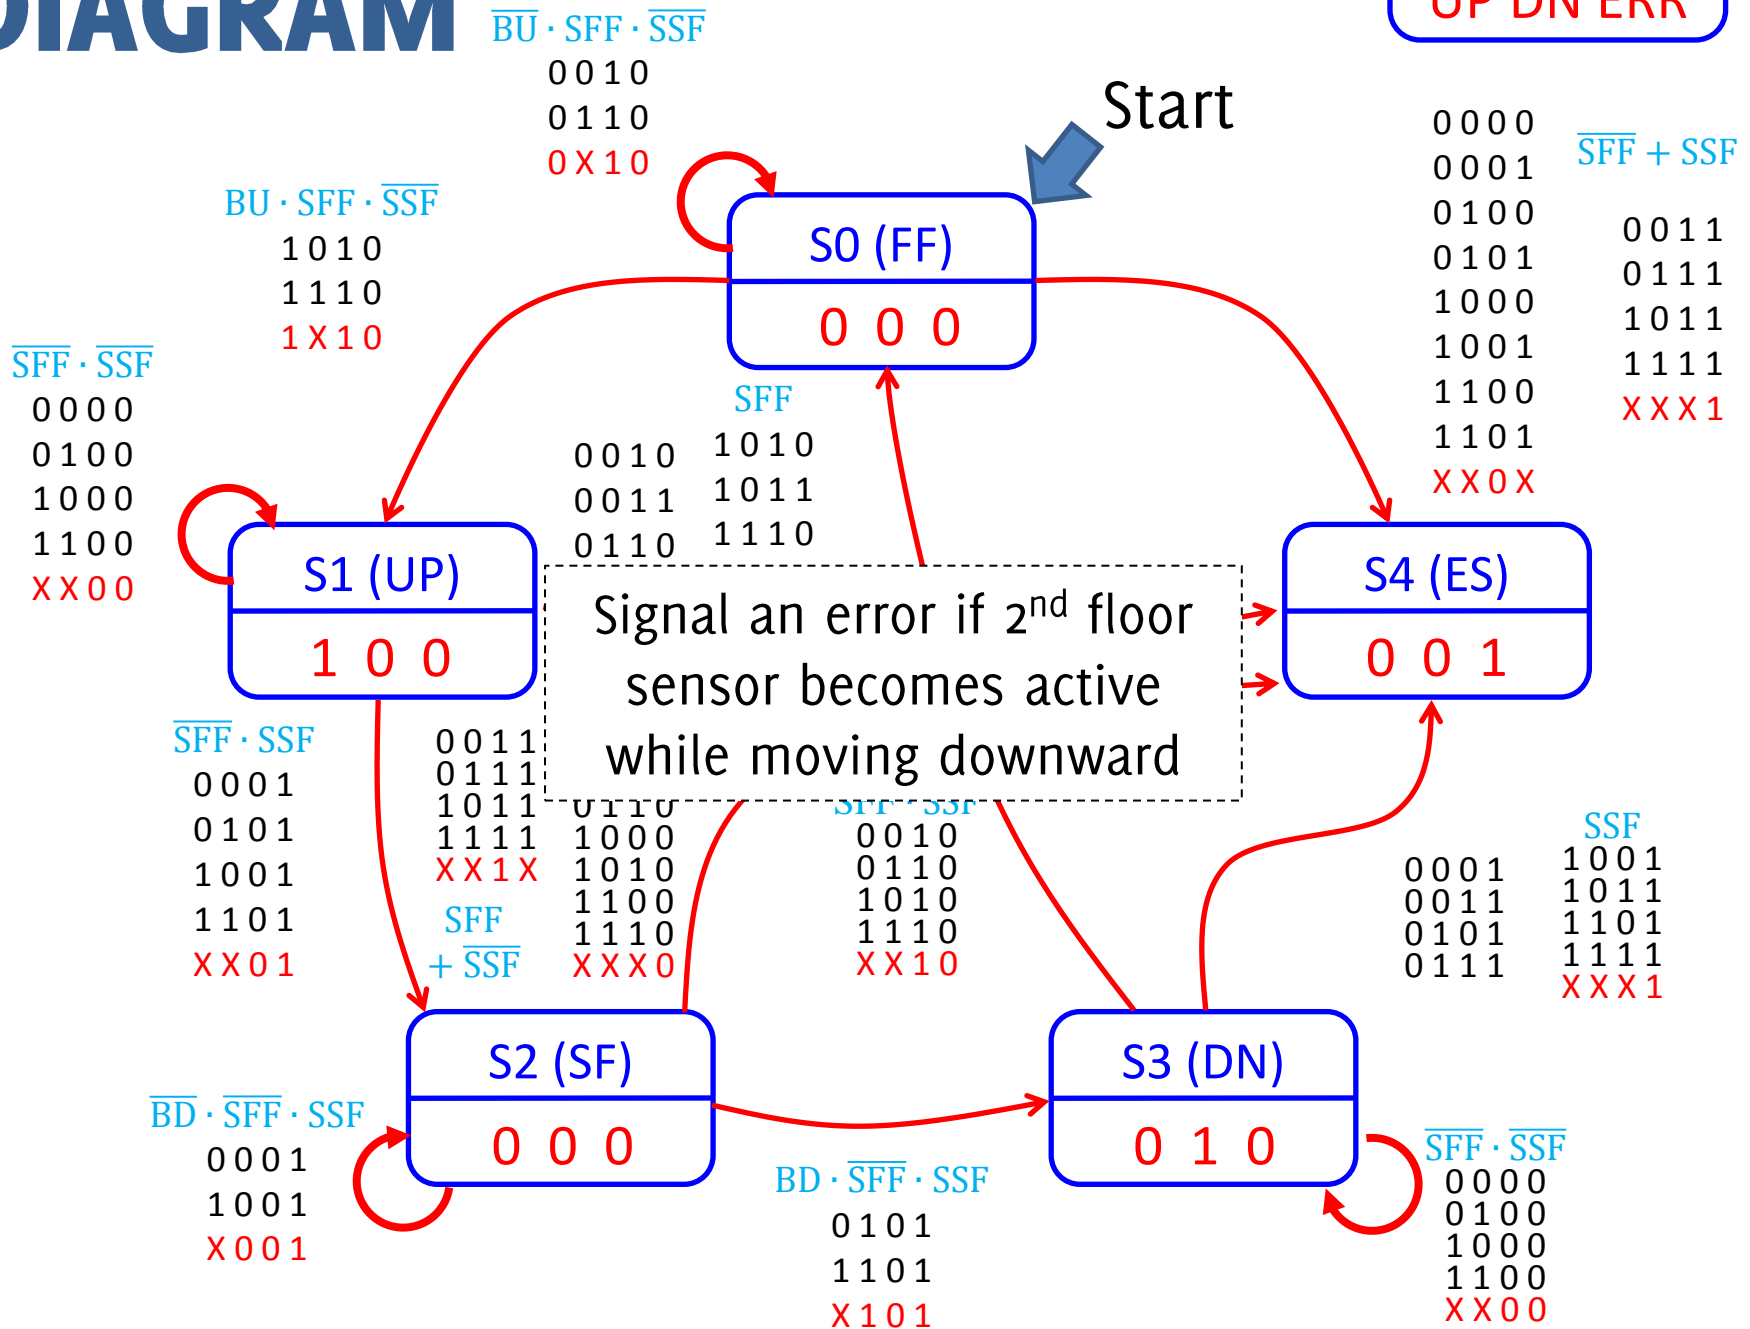 DIAGRAM
UP DN ERR
B̅U̅ · SFF · S̅S̅F̅
0 0 1 0
0 1 1 0
0 X 1 0
Start
BU · SFF · S̅S̅F̅
1 0 1 0
1 1 1 0
1 X 1 0
S0 (FF)
0 0 0
0 0 0 0
0 0 0 1
0 1 0 0
0 1 0 1
1 0 0 0
1 0 0 1
1 1 0 0
1 1 0 1
X X 0 X
S̅F̅F̅ + SSF
0 0 1 1
0 1 1 1
1 0 1 1
1 1 1 1
X X X 1
S̅F̅F̅ · S̅S̅F̅
0 0 0 0
0 1 0 0
1 0 0 0
1 1 0 0
X X 0 0
0 0 1 0
0 0 1 1
0 1 1 0
SFF
1 0 1 0
1 0 1 1
1 1 1 0
S1 (UP)
1 0 0
Signal an error if 2nd floor
sensor becomes active
while moving downward
S4 (ES)
0 0 1
S̅F̅F̅ · SSF
0 0 0 1
0 1 0 1
1 0 0 1
1 1 0 1
X X 0 1
0 0 1 1
0 1 1 1
1 0 1 1
1 1 1 1
X X 1 X
SFF
+ S̅S̅F̅
0 1 1 0
1 0 0 0
1 0 1 0
1 1 0 0
1 1 1 0
X X X 0
0 0 1 0
0 1 1 0
1 0 1 0
1 1 1 0
X X 1 0
0 0 0 1
0 0 1 1
0 1 0 1
0 1 1 1
SSF
1 0 0 1
1 0 1 1
1 1 0 1
1 1 1 1
X X X 1
S2 (SF)
0 0 0
S3 (DN)
0 1 0
B̅D̅ · S̅F̅F̅ · SSF
0 0 0 1
1 0 0 1
X 0 0 1
BD · S̅F̅F̅ · SSF
0 1 0 1
1 1 0 1
X 1 0 1
S̅F̅F̅ · S̅S̅F̅
0 0 0 0
0 1 0 0
1 0 0 0
1 1 0 0
X X 0 0